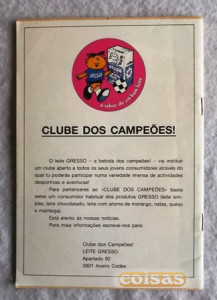 o sabor de um bom leite
CLUBE DOS CAMPEÕES!
O leite GRESSO — a bebida dos campeões! — vai instituir
um clube aberto a todos os seus jovens consumidores através do
qual tu poderás participar numa variedade imensa de actividades
desportivas e aventuras!
Para pertenceres ao «CLUBE DOS CAMPEÕES» basta
seres um consumidor habitual dos produtos GRESSO (leite sim-
ples, leite chocolatado, leite com aroma de morango, natas, queijo
e manteiga).
Está atento às nossas notícias.
Para mais informações escreve-nos para:
Clube dos Campeões!
LEITE GRESSO
Apartado 92
3801 Aveiro Codex
coisas